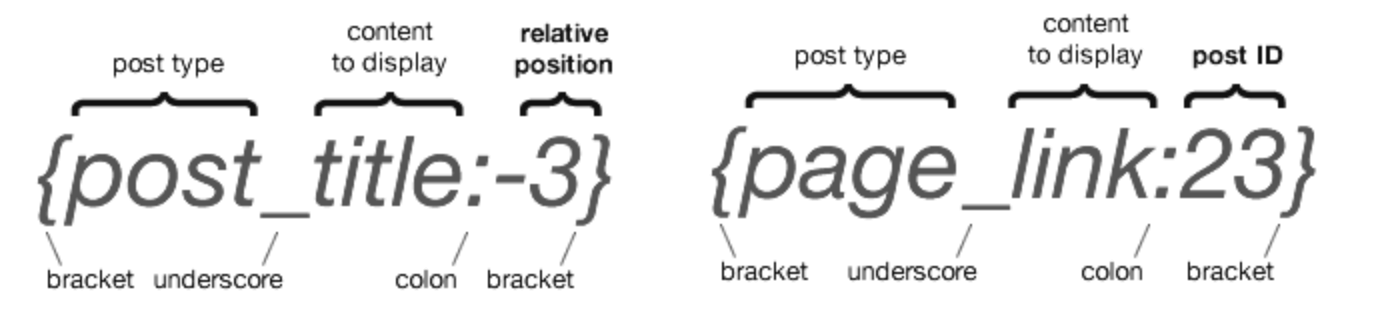 content
to display
relative
position
post type
{post_title:-3}
bracket underscore colon bracket
content
to display
post type
post ID
{page_link:23}
bracket underscore colon bracket